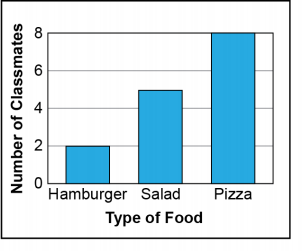 Number of Classmates
8
6
4
2
0
Hamburger Salad Pizza
Type of Food